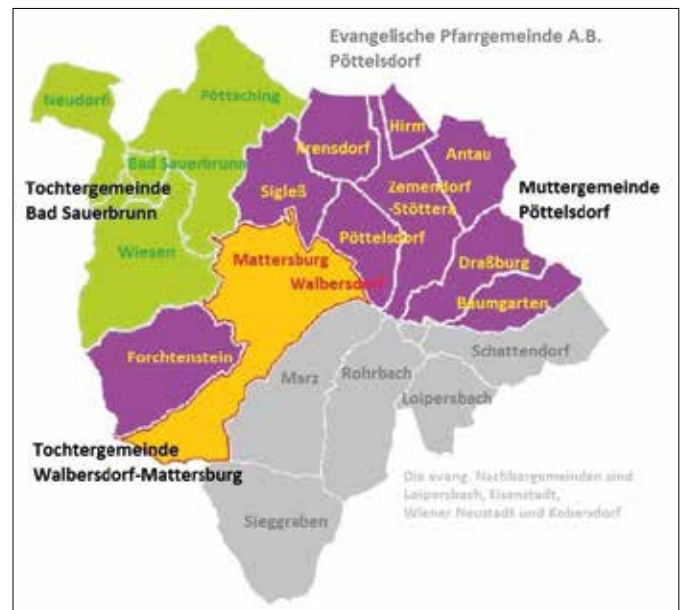 Evangelische Pfarrgemeinde A.B.
Pöttelsdorf
Neudorfl
Pöttsching
Bad Sauerbrunn
Tochtergemeinde
Bad Sauerbrunn
Wiesen
Krensdorf
Hirm
Antau
Sigleß
Zemendorf
-Stöttera
Muttergemeinde
Pöttelsdorf
Pöttelsdorf
Draßburg
Baumgarten
Mattersburg
Walbersdorf
Forchtenstein
Schattendorf
Marz
Rohrbach
Loipersbach
Tochtergemeinde
Walbersdorf-Mattersburg
Sieggraben
Die evang. Nachbargemeinden sind
Loipersbach, Eisenstadt,
Wiener Neustadt und Kobersdorf